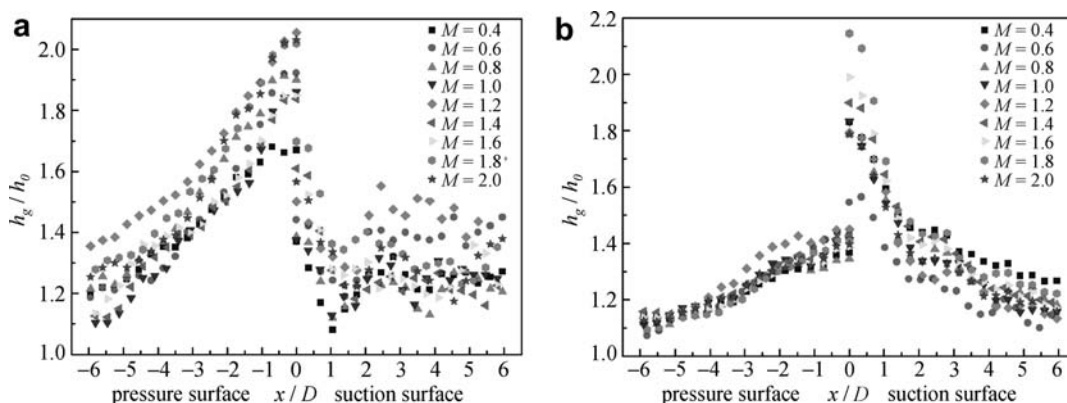 a
h_g / h_0
2.0
1.8
1.6
1.4
1.2
1.0
M = 0.4
M = 0.6
M = 0.8
M = 1.0
M = 1.2
M = 1.4
M = 1.6
M = 1.8
M = 2.0
−6 −5 −4 −3 −2 −1 0 1 2 3 4 5 6
pressure surface x / D suction surface
b
h_g / h_0
2.2
2.0
1.8
1.6
1.4
1.2
1.0
M = 0.4
M = 0.6
M = 0.8
M = 1.0
M = 1.2
M = 1.4
M = 1.6
M = 1.8
M = 2.0
−6 −5 −4 −3 −2 −1 0 1 2 3 4 5 6
pressure surface x / D suction surface